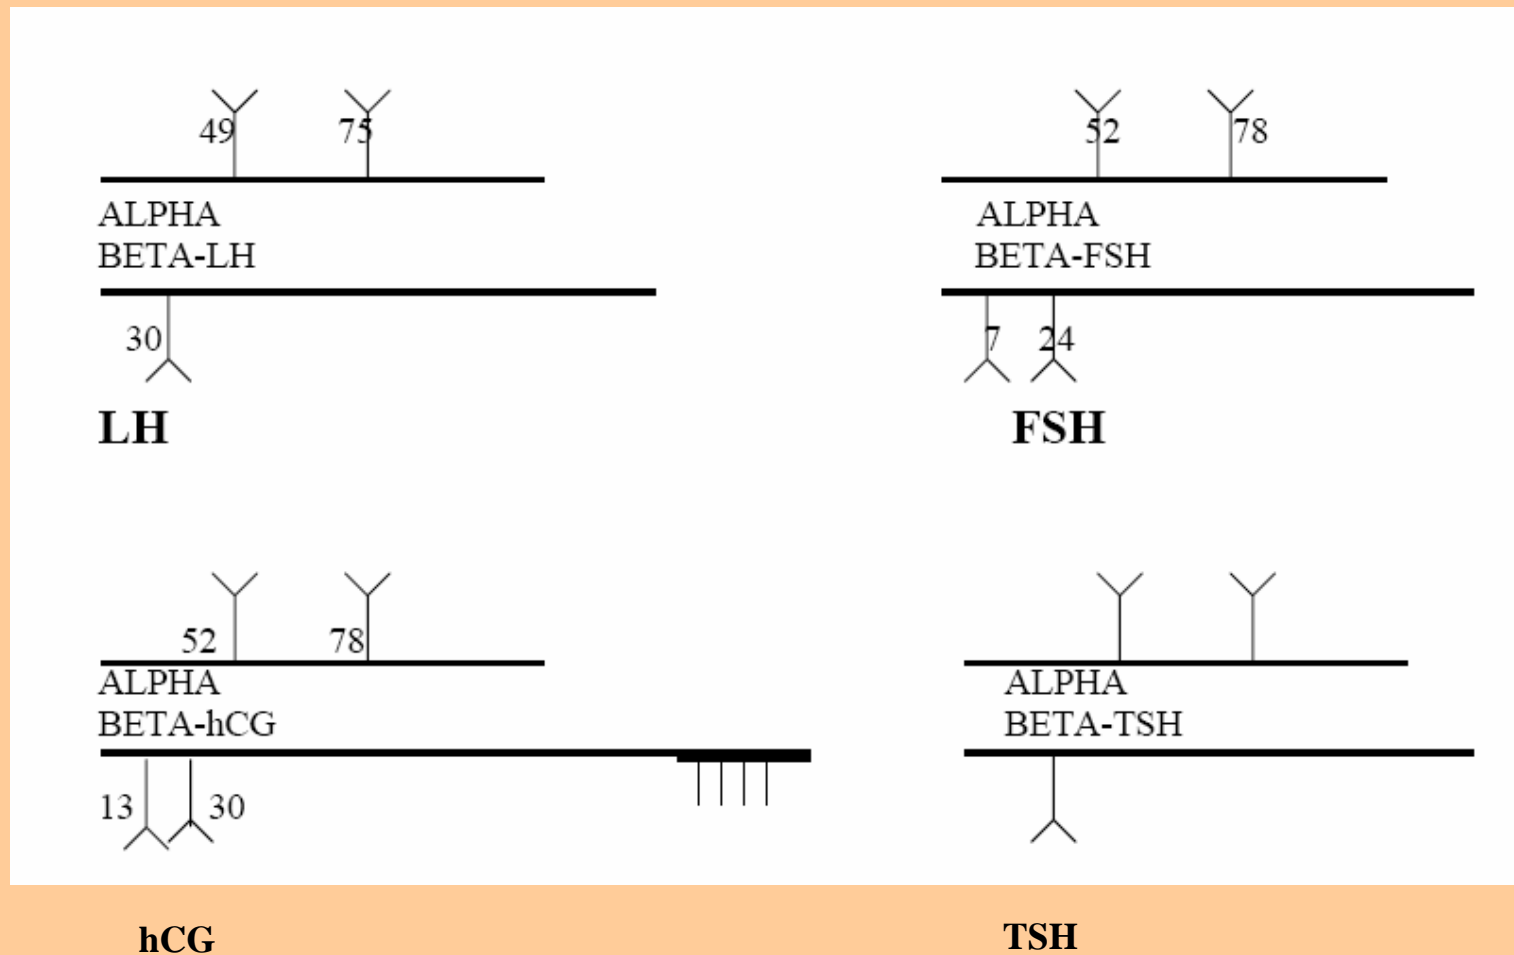 49 75
ALPHA
BETA-LH
30
LH
52 78
ALPHA
BETA-FSH
7 24
FSH
52 78
ALPHA
BETA-hCG
13 30
hCG
ALPHA
BETA-TSH
TSH